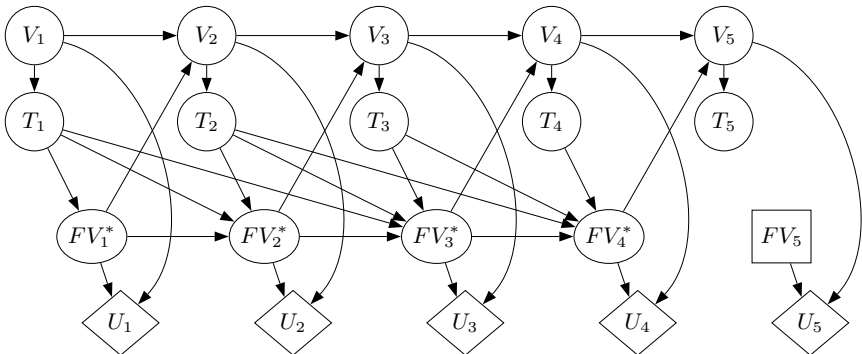 V₁ V₂ V₃ V₄ V₅
T₁ T₂ T₃ T₄ T₅
FV₁* FV₂* FV₃* FV₄* FV₅
U₁ U₂ U₃ U₄ U₅